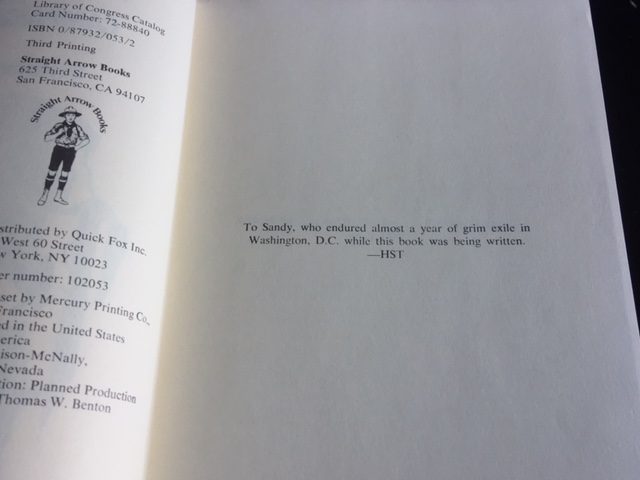 Library of Congress Catalog
Card Number: 72-88840
ISBN 0/87932/053/2
Third Printing
Straight Arrow Books
625 Third Street
San Francisco, CA 94107
Straight Arrow Books
stributed by Quick Fox Inc.
West 60 Street
w York, NY 10023
er number: 102053
set by Mercury Printing Co.,
Francisco
ed in the United States
erica
ison-McNally,
Nevada
tion: Planned Production
Thomas W. Benton
To Sandy, who endured almost a year of grim exile in
Washington, D.C. while this book was being written.
—HST